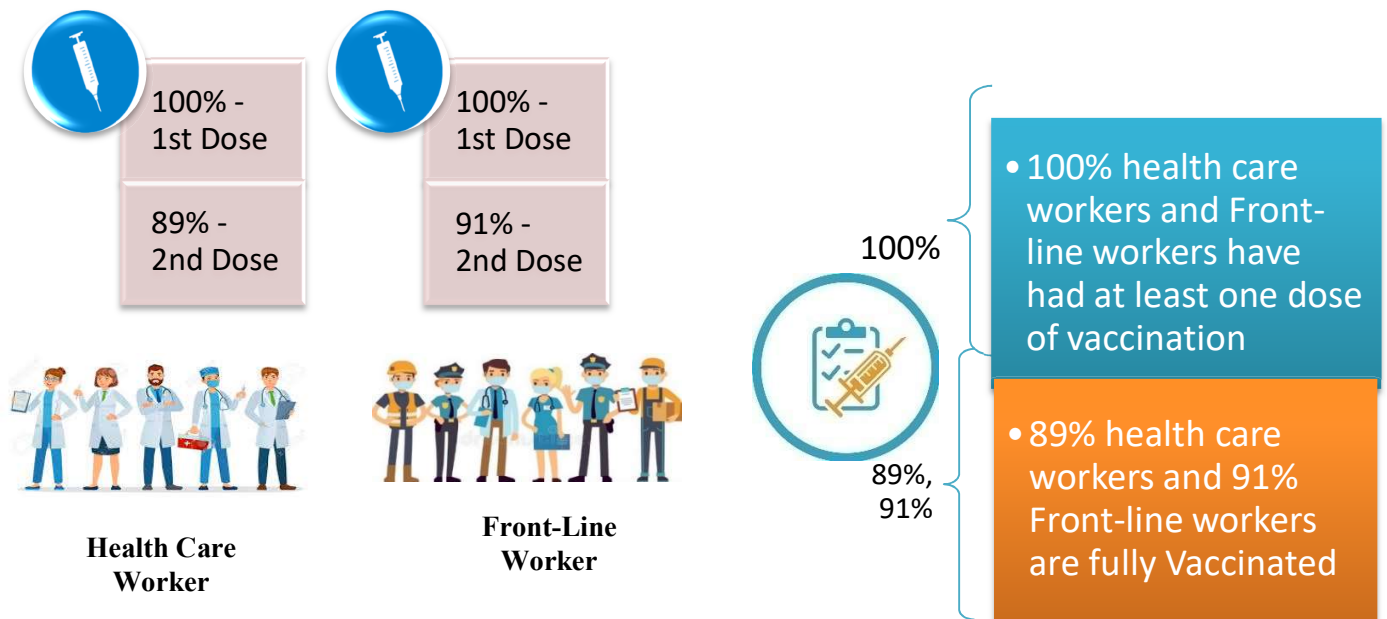 100% -
1st Dose
89% -
2nd Dose
100% -
1st Dose
91% -
2nd Dose
Health Care
Worker
Front-Line
Worker
100%
89%,
91%
• 100% health care
workers and Front-
line workers have
had at least one dose
of vaccination
• 89% health care
workers and 91%
Front-line workers
are fully Vaccinated